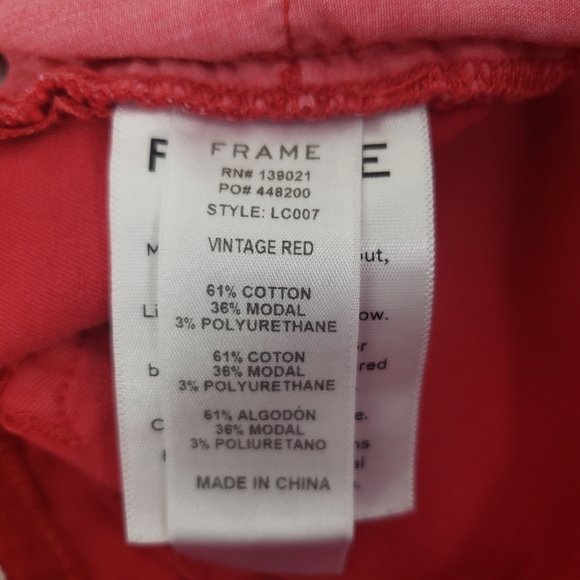 FRAME
RN# 139021
PO# 448200
STYLE: LC007
VINTAGE RED
61% COTTON
36% MODAL
3% POLYURETHANE
61% COTON
36% MODAL
3% POLYURETHANE
61% ALGODÓN
36% MODAL
3% POLIURETANO
MADE IN CHINA